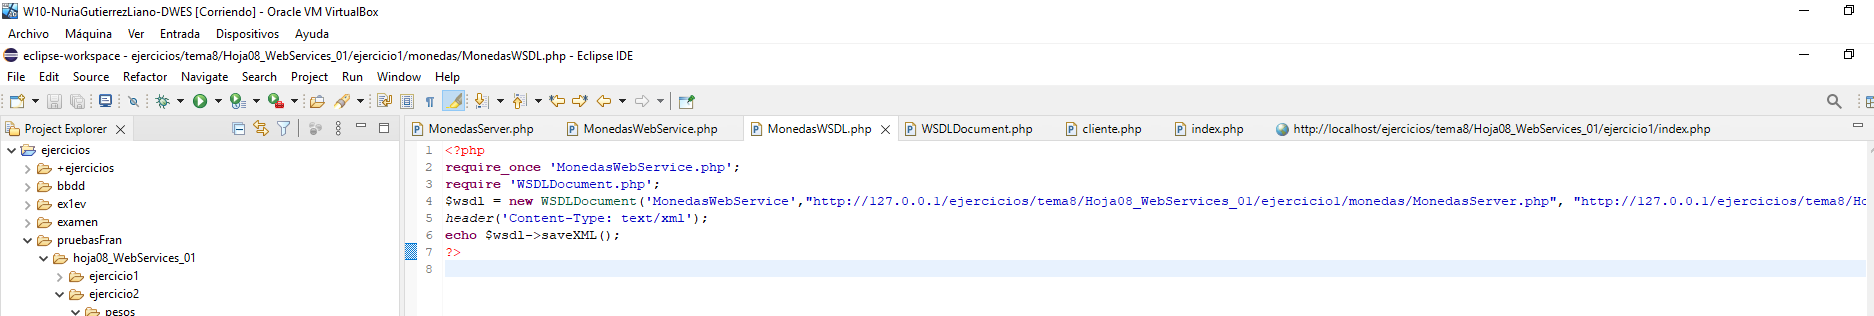 W10-NuriaGutierrezLiano-DWES [Corriendo] - Oracle VM VirtualBox
Archivo Máquina Ver Entrada Dispositivos Ayuda
eclipse-workspace - ejercicios/tema8/Hoja08_WebServices_01/ejercicio1/monedas/MonedasWSDL.php - Eclipse IDE
File Edit Source Refactor Navigate Search Project Run Window Help
Project Explorer
MonedasServer.php MonedasWebService.php MonedasWSDL.php WSDLDocument.php cliente.php index.php http://localhost/ejercicios/tema8/Hoja08_WebServices_01/ejercicio1/index.php
ejercicios
+ejercicios
bbdd
ex1ev
examen
pruebasFran
hoja08_WebServices_01
ejercicio1
ejercicio2
pesos
1 <?php
2 require_once 'MonedasWebService.php';
3 require 'WSDLDocument.php';
4 $wsdl = new WSDLDocument('MonedasWebService',"http://127.0.0.1/ejercicios/tema8/Hoja08_WebServices_01/ejercicio1/monedas/MonedasServer.php", "http://127.0.0.1/ejercicios/tema8/Ho
5 header('Content-Type: text/xml');
6 echo $wsdl->saveXML();
7 ?>
8